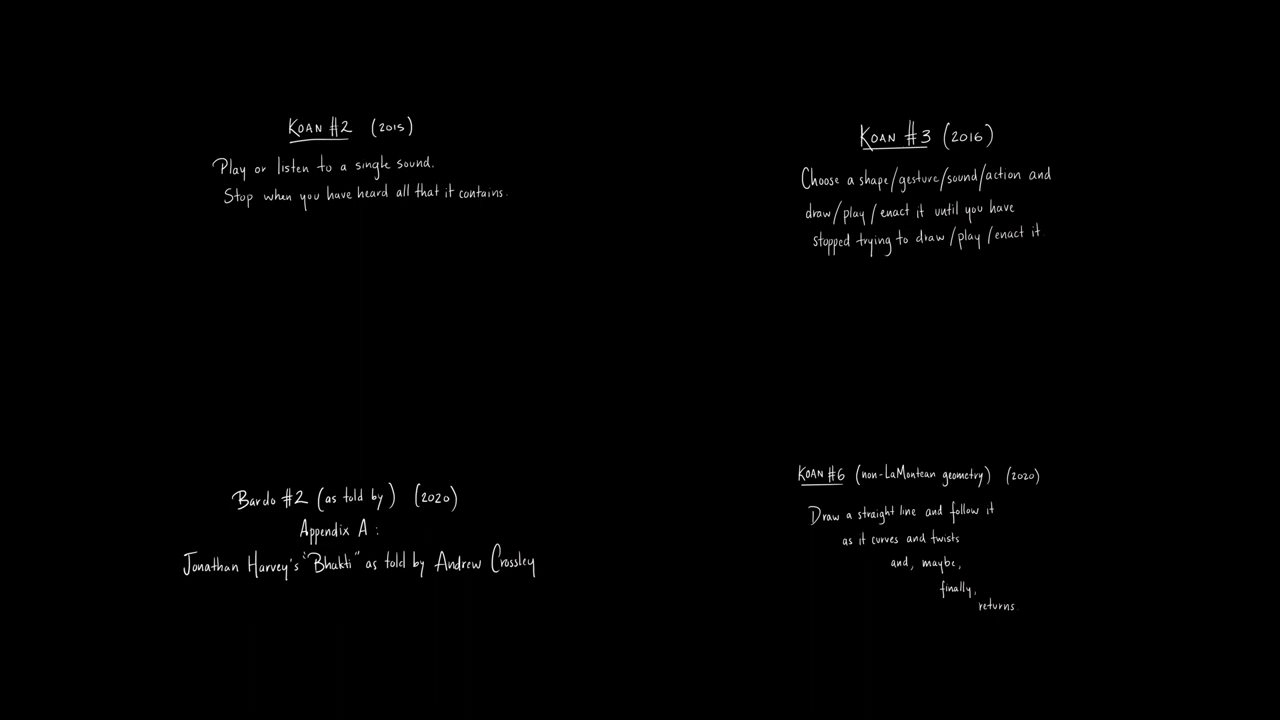 KOAN #2 (2015)
Play or listen to a single sound.
Stop when you have heard all that it contains.
KOAN #3 (2016)
Choose a shape/gesture/sound/action and
draw/play/enact it until you have
stopped trying to draw/play/enact it.
Bardo #2 (as told by) (2020)
Appendix A:
Jonathan Harvey's "Bhakti" as told by Andrew Crossley
KOAN #6 (non-LaMontean geometry) (2020)
Draw a straight line and follow it
as it curves and twists
and, maybe,
finally,
returns.